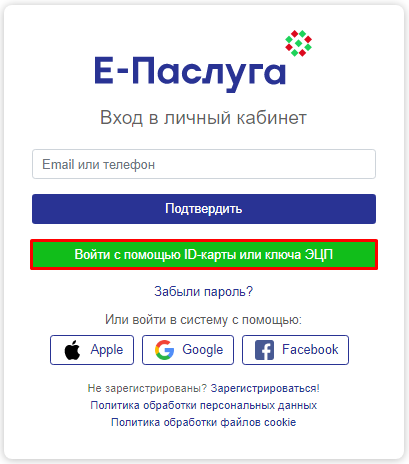 Е-Паслуга
Вход в личный кабинет
Email или телефон
Подтвердить
Войти с помощью ID-карты или ключа ЭЦП
Забыли пароль?
Или войти в систему с помощью:
Apple Google Facebook
Не зарегистрированы? Зарегистрироваться!
Политика обработки персональных данных
Политика обработки файлов cookie